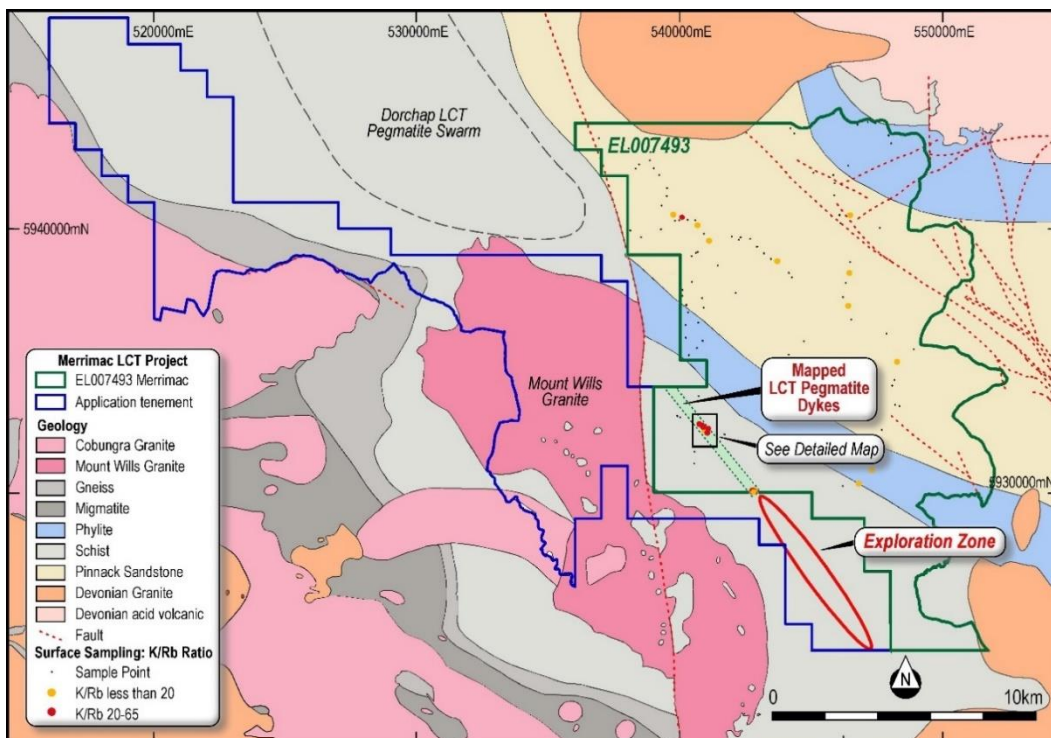 520000mE
530000mE
540000mE
550000mE
Dorchap LCT
Pegmatite Swarm
EL007493
5940000mN
Mount Wills
Granite
Mapped
LCT Pegmatite
Dykes
See Detailed Map
5930000mN
Exploration Zone
Merrimac LCT Project
EL007493 Merrimac
Application tenement
Geology
Cobungra Granite
Mount Wills Granite
Gneiss
Migmatite
Phylite
Schist
Pinnack Sandstone
Devonian Granite
Devonian acid volcanic
Fault
Surface Sampling: K/Rb Ratio
Sample Point
K/Rb less than 20
K/Rb 20-65
N
0
10km